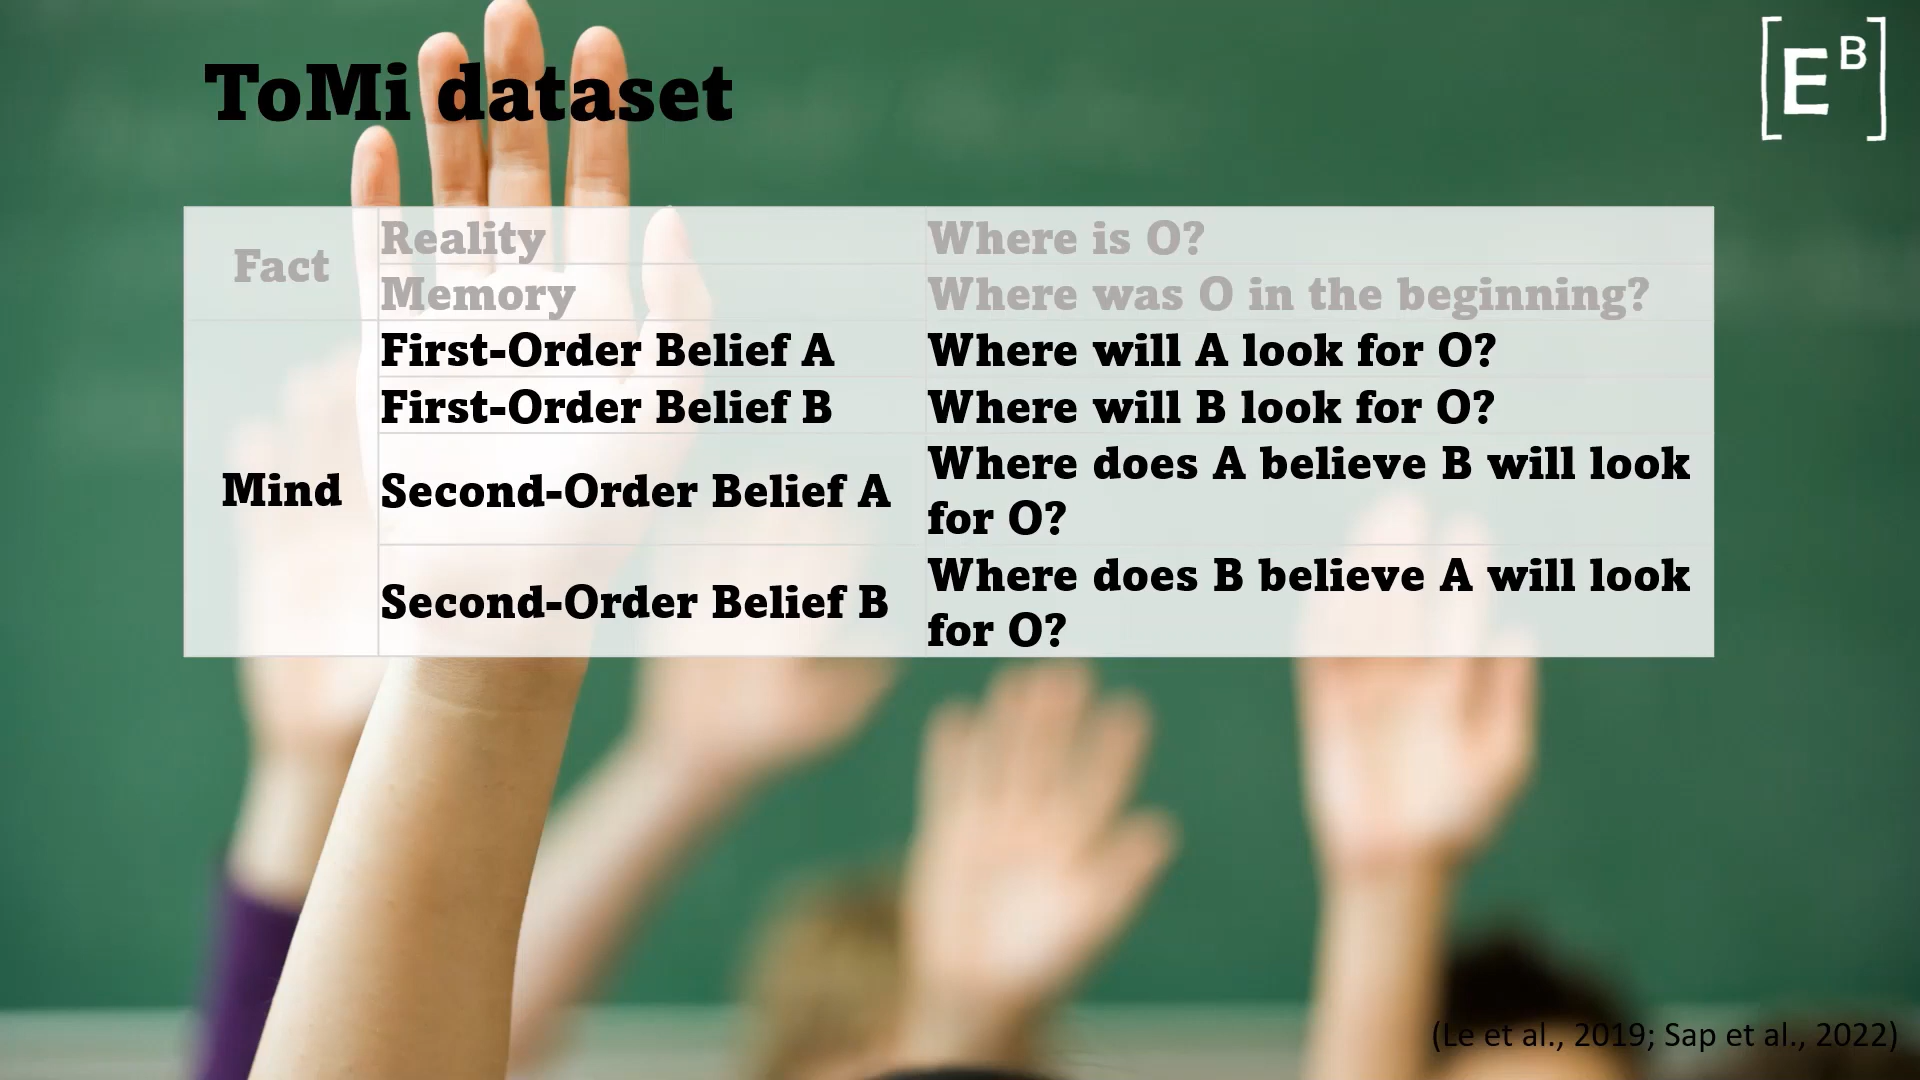 ToMi dataset
[E^B]
Fact
Reality
Where is O?
Memory
Where was O in the beginning?
Mind
First-Order Belief A
Where will A look for O?
First-Order Belief B
Where will B look for O?
Second-Order Belief A
Where does A believe B will look
for O?
Second-Order Belief B
Where does B believe A will look
for O?
(Le et al., 2019; Sap et al., 2022)